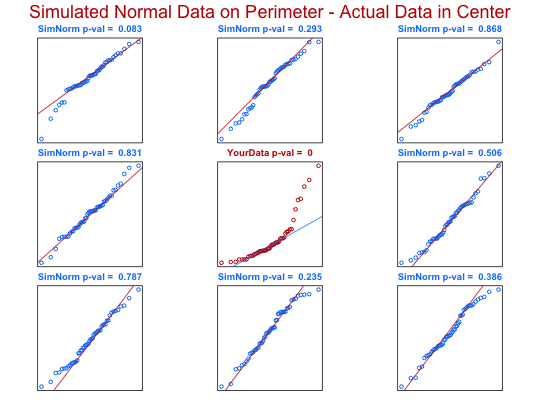 Simulated Normal Data on Perimeter - Actual Data in Center
SimNorm p-val = 0.083
SimNorm p-val = 0.293
SimNorm p-val = 0.868
SimNorm p-val = 0.831
YourData p-val = 0
SimNorm p-val = 0.506
SimNorm p-val = 0.787
SimNorm p-val = 0.235
SimNorm p-val = 0.386